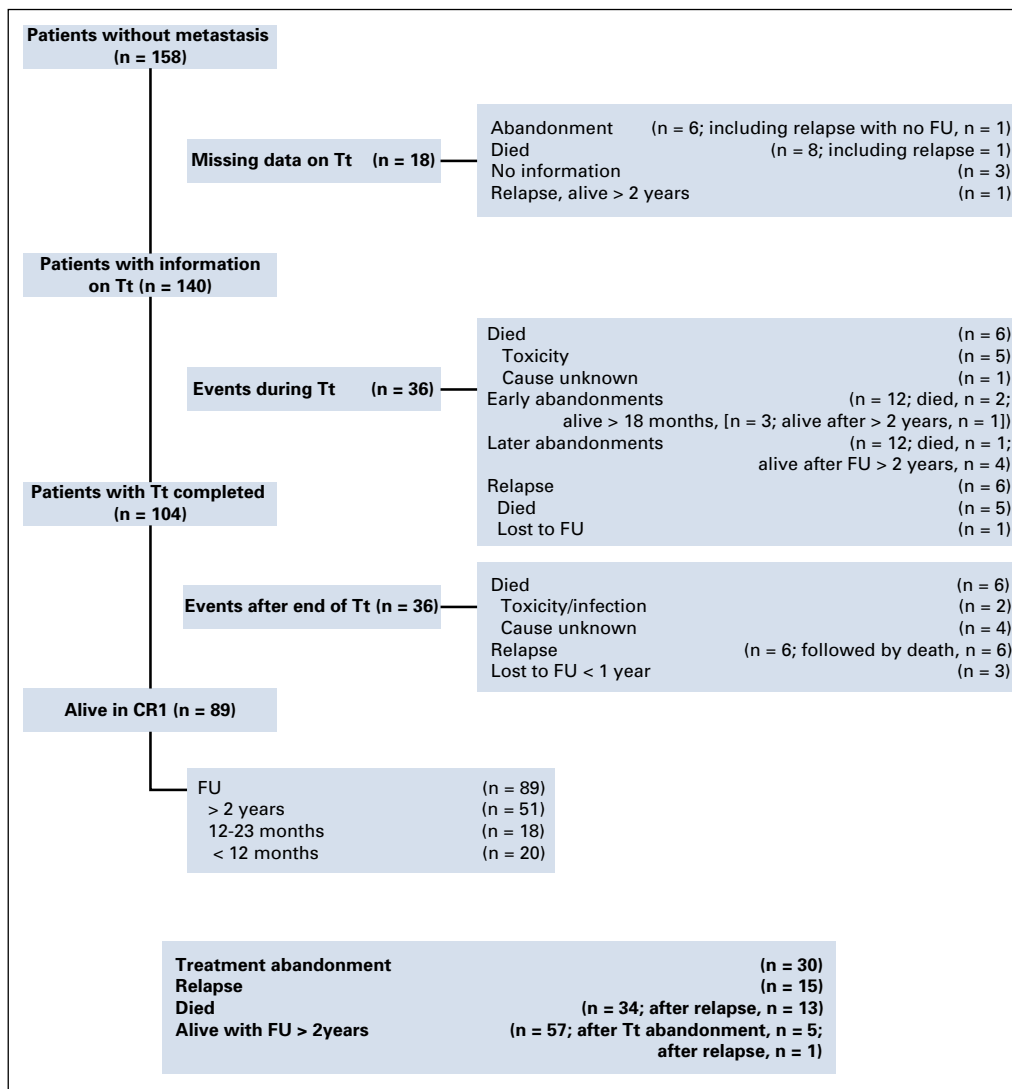 Patients without metastasis
(n = 158)
Missing data on Tt (n = 18)
Abandonment (n = 6; including relapse with no FU, n = 1)
Died (n = 8; including relapse = 1)
No information (n = 3)
Relapse, alive > 2 years (n = 1)
Patients with information
on Tt (n = 140)
Events during Tt (n = 36)
Died (n = 6)
Toxicity (n = 5)
Cause unknown (n = 1)
Early abandonments (n = 12; died, n = 2;
alive > 18 months, [n = 3; alive after > 2 years, n = 1])
Later abandonments (n = 12; died, n = 1;
alive after FU > 2 years, n = 4)
Relapse (n = 6)
Died (n = 5)
Lost to FU (n = 1)
Patients with Tt completed
(n = 104)
Events after end of Tt (n = 36)
Died (n = 6)
Toxicity/infection (n = 2)
Cause unknown (n = 4)
Relapse (n = 6; followed by death, n = 6)
Lost to FU < 1 year (n = 3)
Alive in CR1 (n = 89)
FU (n = 89)
> 2 years (n = 51)
12-23 months (n = 18)
< 12 months (n = 20)
Treatment abandonment (n = 30)
Relapse (n = 15)
Died (n = 34; after relapse, n = 13)
Alive with FU > 2years (n = 57; after Tt abandonment, n = 5;
after relapse, n = 1)